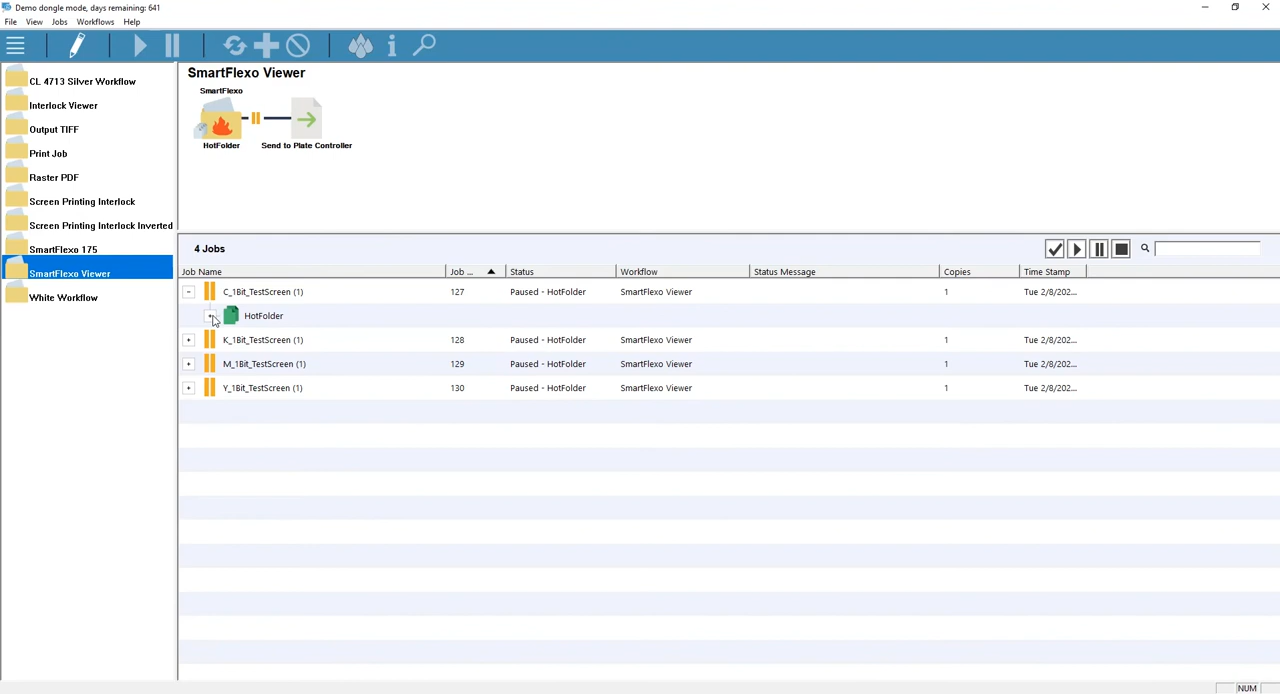 Demo dongle mode, days remaining: 641
File View Jobs Workflows Help
CL 4713 Silver Workflow
Interlock Viewer
Output TIFF
Print Job
Raster PDF
Screen Printing Interlock
Screen Printing Interlock Inverted
SmartFlexo 175
SmartFlexo Viewer
White Workflow
SmartFlexo Viewer
SmartFlexo
HotFolder Send to Plate Controller
4 Jobs
Job Name Job ... Status Workflow Status Message Copies Time Stamp
C_1Bit_TestScreen (1) 127 Paused - HotFolder SmartFlexo Viewer 1 Tue 2/8/202...
HotFolder
K_1Bit_TestScreen (1) 128 Paused - HotFolder SmartFlexo Viewer 1 Tue 2/8/202...
M_1Bit_TestScreen (1) 129 Paused - HotFolder SmartFlexo Viewer 1 Tue 2/8/202...
Y_1Bit_TestScreen (1) 130 Paused - HotFolder SmartFlexo Viewer 1 Tue 2/8/202...
NUM